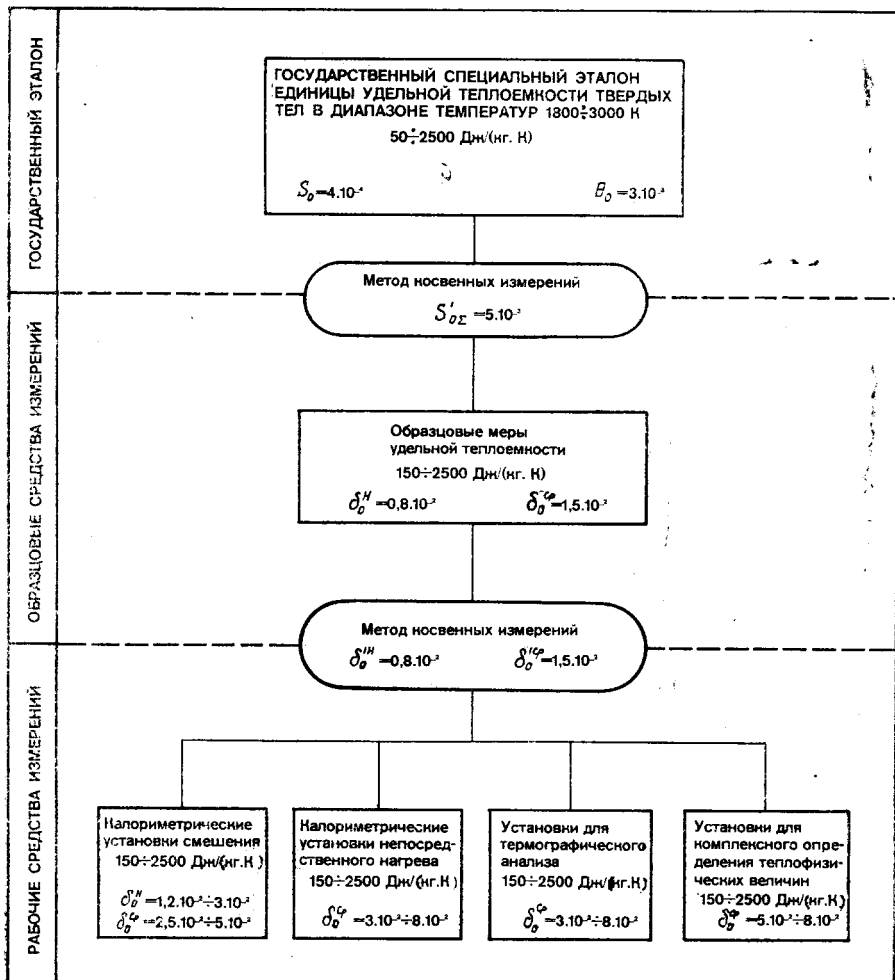 ГОСУДАРСТВЕННЫЙ ЭТАЛОН
ГОСУДАРСТВЕННЫЙ СПЕЦИАЛЬНЫЙ ЭТАЛОН
ЕДИНИЦЫ УДЕЛЬНОЙ ТЕПЛОЕМКОСТИ ТВЕРДЫХ
ТЕЛ В ДИАПАЗОНЕ ТЕМПЕРАТУР 1800÷3000 К
50÷2500 Дж/(кг. К)
S₀=4.10⁻⁴ θ₀=3.10⁻³
Метод косвенных измерений
S'₀Σ=5.10⁻³
ОБРАЗЦОВЫЕ СРЕДСТВА ИЗМЕРЕНИЙ
Образцовые меры
удельной теплоемкости
150÷2500 Дж/(кг. К)
δ₀ᴴ=0,8.10⁻² δ₀ᶜᵖ=1,5.10⁻²
Метод косвенных измерений
δ₀'ᴴ=0,8.10⁻² δ₀'ᶜᵖ=1,5.10⁻²
РАБОЧИЕ СРЕДСТВА ИЗМЕРЕНИЙ
Калориметрические
установки смешения
150÷2500 Дж/(кг.К)
δ₀ᴴ=1,2.10⁻²÷3.10⁻²
δ₀ᶜᵖ=2,5.10⁻²÷5.10⁻²
Калориметрические
установки непосред-
ственного нагрева
150÷2500 Дж/(кг.К)
δ₀ᶜᵖ=3.10⁻²÷8.10⁻²
Установки для
термографического
анализа
150÷2500 Дж/(кг.К)
δ₀ᶜᵖ=3.10⁻²÷8.10⁻²
Установки для
комплексного опре-
деления теплофизи-
ческих величин
150÷2500 Дж/(кг.К)
δ₀ᶜᵖ=5.10⁻²÷8.10⁻²